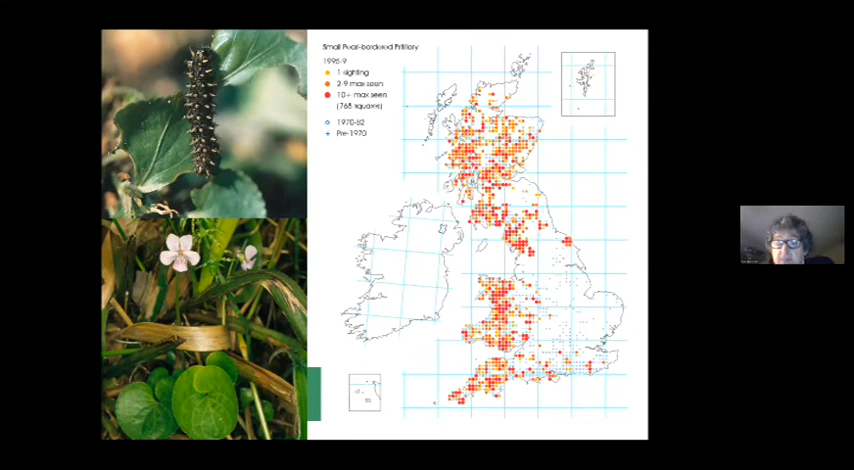 Small Pearl-bordered Fritillary
1995-9
1 sighting
2-9 max seen
10+ max seen
(768 squares)
1970-82
Pre-1970